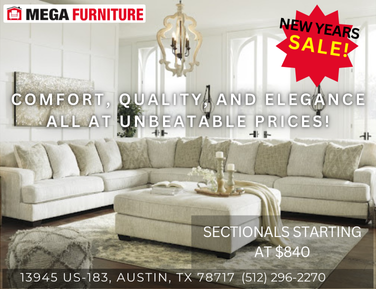 MEGA FURNITURE
NEW YEARS
SALE!
COMFORT, QUALITY, AND ELEGANCE
ALL AT UNBEATABLE PRICES!
SECTIONALS STARTING
AT $840
13945 US-183, AUSTIN, TX 78717 (512) 296-2270